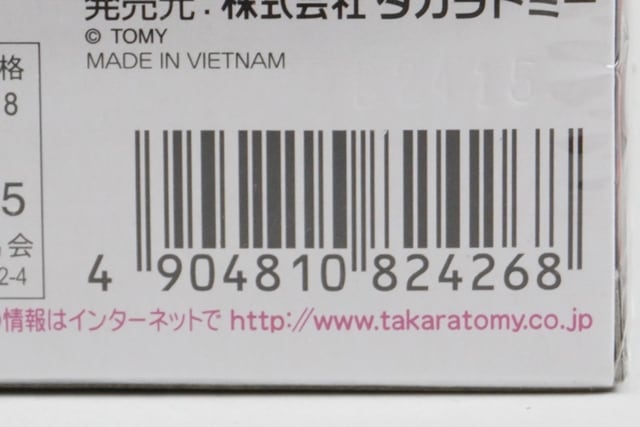 発売元:株式会社タカラトミー
© TOMY
MADE IN VIETNAM
格
8
5
会
2-4
4 904810 824268
情報はインターネットで http://www.takaratomy.co.jp